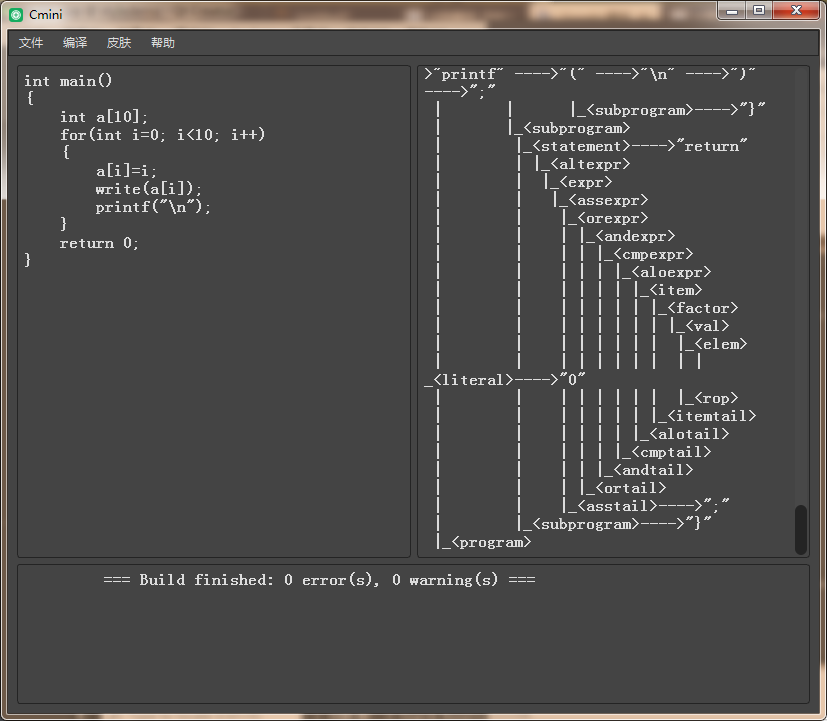 Cmini
文件 编译 皮肤 帮助
int main()
{
    int a[10];
    for(int i=0; i<10; i++)
    {
        a[i]=i;
        write(a[i]);
        printf("\n");
    }
    return 0;
}
>"printf" ---->"(" ---->"\n" ---->")"
---->";"
 |       |      |_<subprogram>---->"}"
 |       |_<subprogram>
 |        |_<statement>---->"return"
 |        | |_<altexpr>
 |        |  |_<expr>
 |        |   |_<assexpr>
 |        |    |_<orexpr>
 |        |    | |_<andexpr>
 |        |    | | |_<cmpexpr>
 |        |    | | | |_<aloexpr>
 |        |    | | | | |_<item>
 |        |    | | | | | |_<factor>
 |        |    | | | | | | |_<val>
 |        |    | | | | | |  |_<elem>
 |        |    | | | | | |  | |
_<literal>---->"0"
 |        |    | | | | | |  |_<rop>
 |        |    | | | | | |_<itemtail>
 |        |    | | | | |_<alotail>
 |        |    | | | |_<cmptail>
 |        |    | | |_<andtail>
 |        |    | |_<ortail>
 |        |    |_<asstail>---->";"
 |        |_<subprogram>---->"}"
 |_<program>
=== Build finished: 0 error(s), 0 warning(s) ===